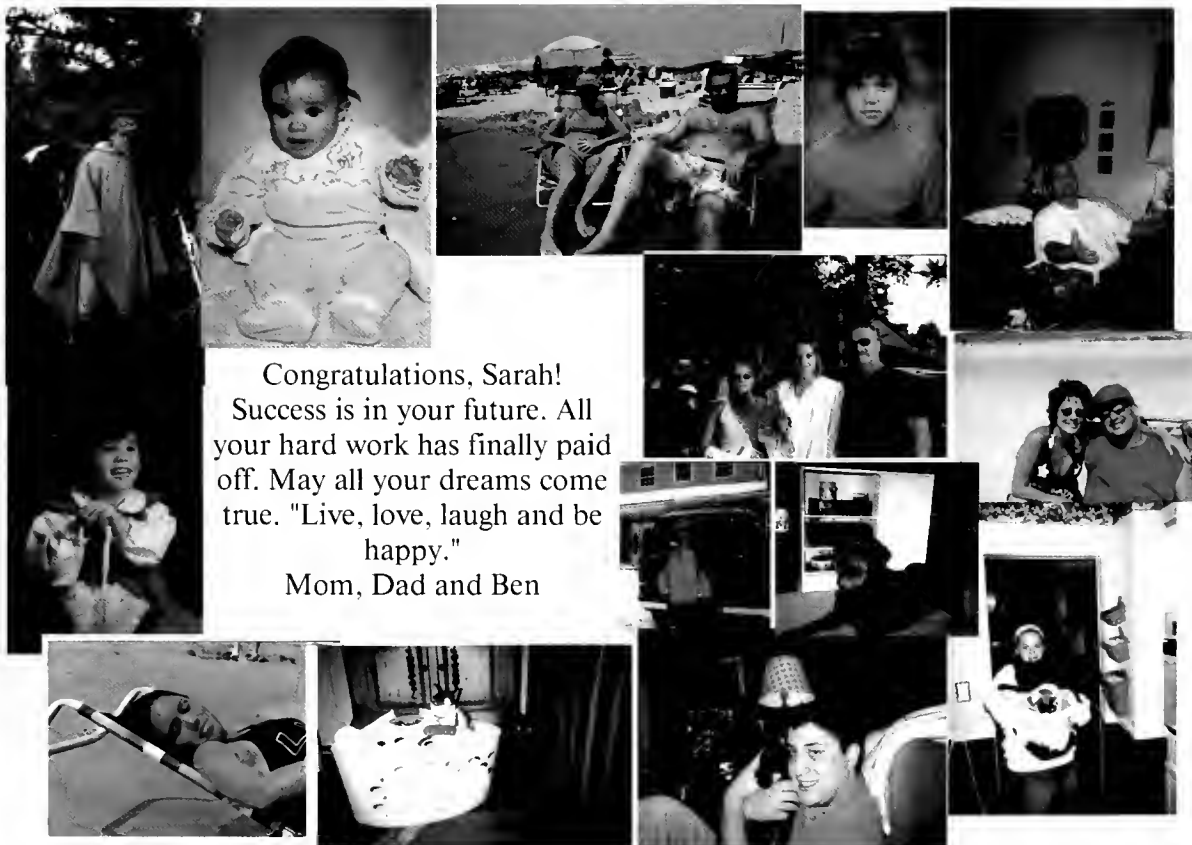 Congratulations, Sarah!
Success is in your future. All
your hard work has finally paid
off. May all your dreams come
true. "Live, love, laugh and be
happy."
Mom, Dad and Ben